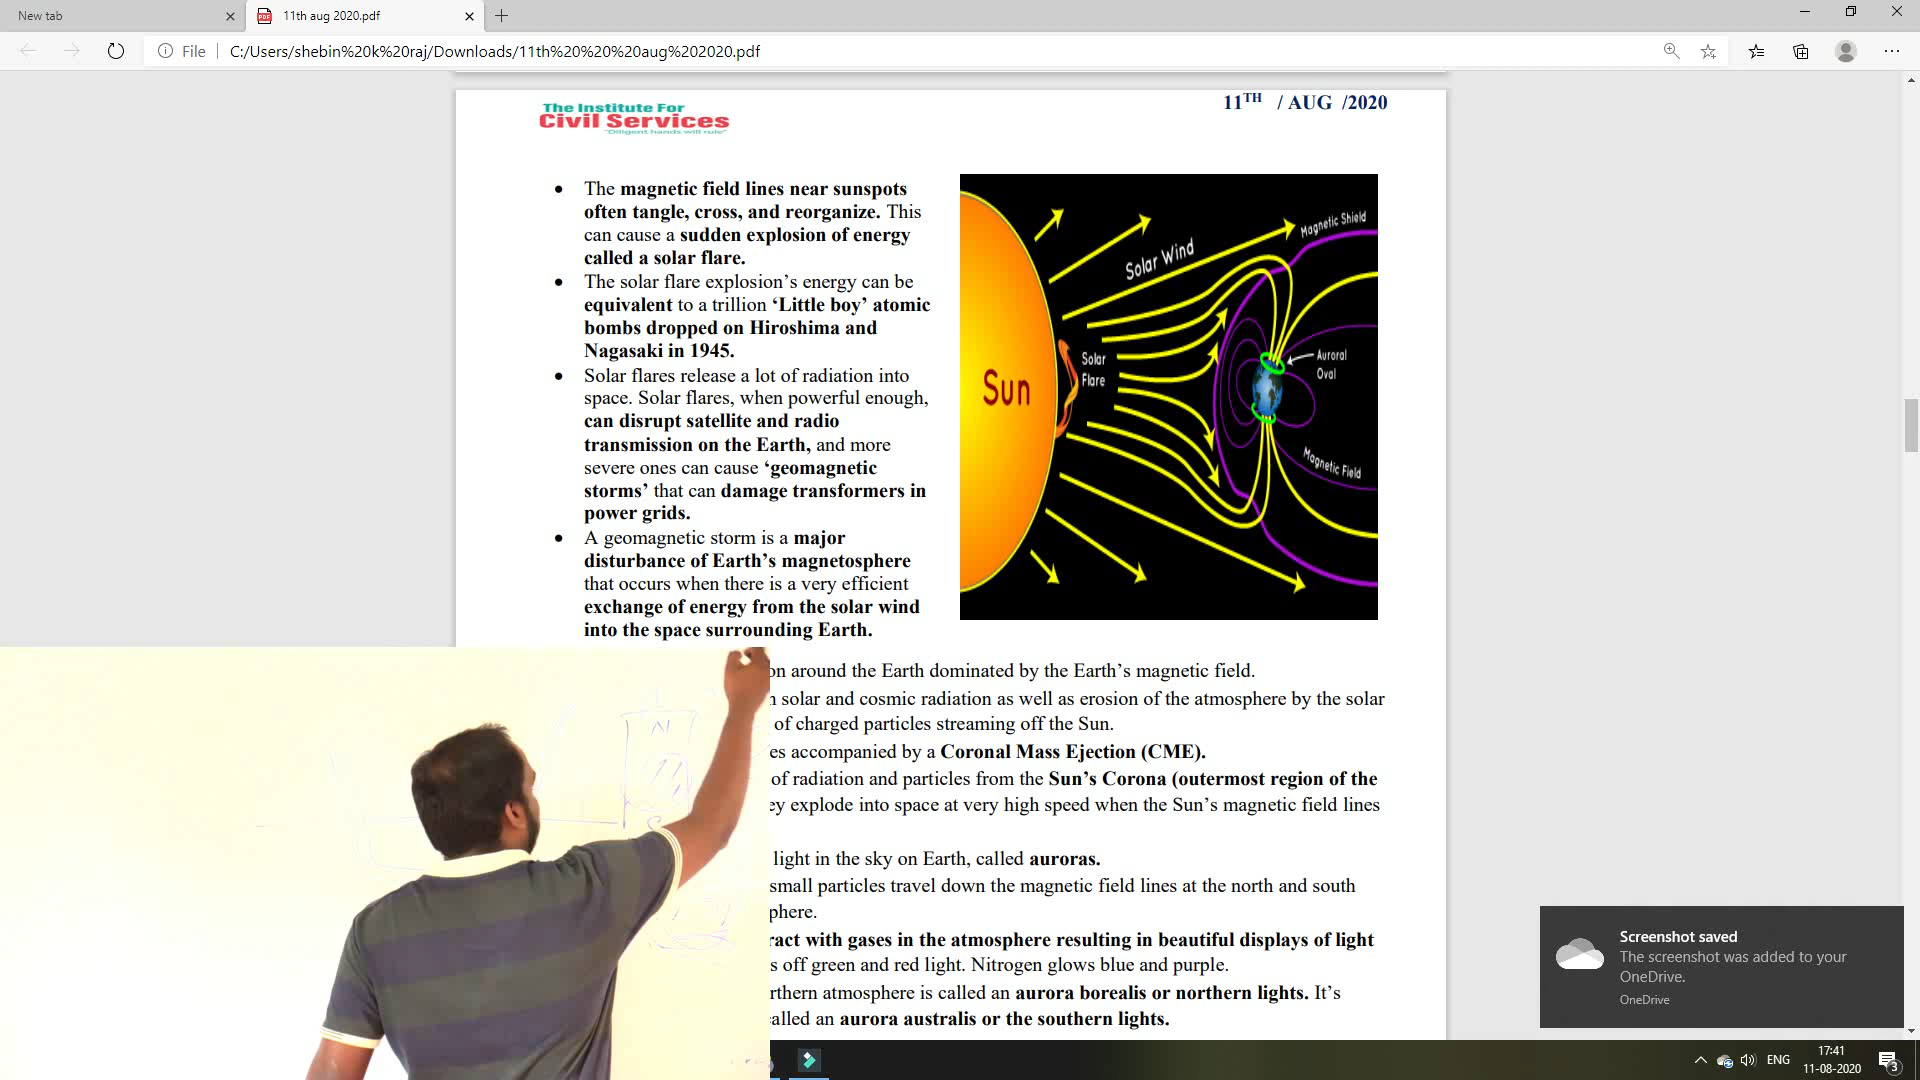 New tab
11th aug 2020.pdf
File
C:/Users/shebin%20k%20raj/Downloads/11th%20%20%20aug%202020.pdf
The Institute For
Civil Services
"Diligent hands will rule"
11TH / AUG /2020
• The magnetic field lines near sunspots
often tangle, cross, and reorganize. This
can cause a sudden explosion of energy
called a solar flare.
• The solar flare explosion’s energy can be
equivalent to a trillion ‘Little boy’ atomic
bombs dropped on Hiroshima and
Nagasaki in 1945.
• Solar flares release a lot of radiation into
space. Solar flares, when powerful enough,
can disrupt satellite and radio
transmission on the Earth, and more
severe ones can cause ‘geomagnetic
storms’ that can damage transformers in
power grids.
• A geomagnetic storm is a major
disturbance of Earth’s magnetosphere
that occurs when there is a very efficient
exchange of energy from the solar wind
into the space surrounding Earth.
Sun
Solar Wind
Magnetic Shield
Solar
Flare
Auroral
Oval
Magnetic Field
on around the Earth dominated by the Earth’s magnetic field.
solar and cosmic radiation as well as erosion of the atmosphere by the solar
of charged particles streaming off the Sun.
es accompanied by a Coronal Mass Ejection (CME).
of radiation and particles from the Sun’s Corona (outermost region of the
ey explode into space at very high speed when the Sun’s magnetic field lines
light in the sky on Earth, called auroras.
small particles travel down the magnetic field lines at the north and south
phere.
ract with gases in the atmosphere resulting in beautiful displays of light
s off green and red light. Nitrogen glows blue and purple.
rthern atmosphere is called an aurora borealis or northern lights. It’s
called an aurora australis or the southern lights.
N
S
Screenshot saved
The screenshot was added to your
OneDrive.
OneDrive
ENG
17:41
11-08-2020
3